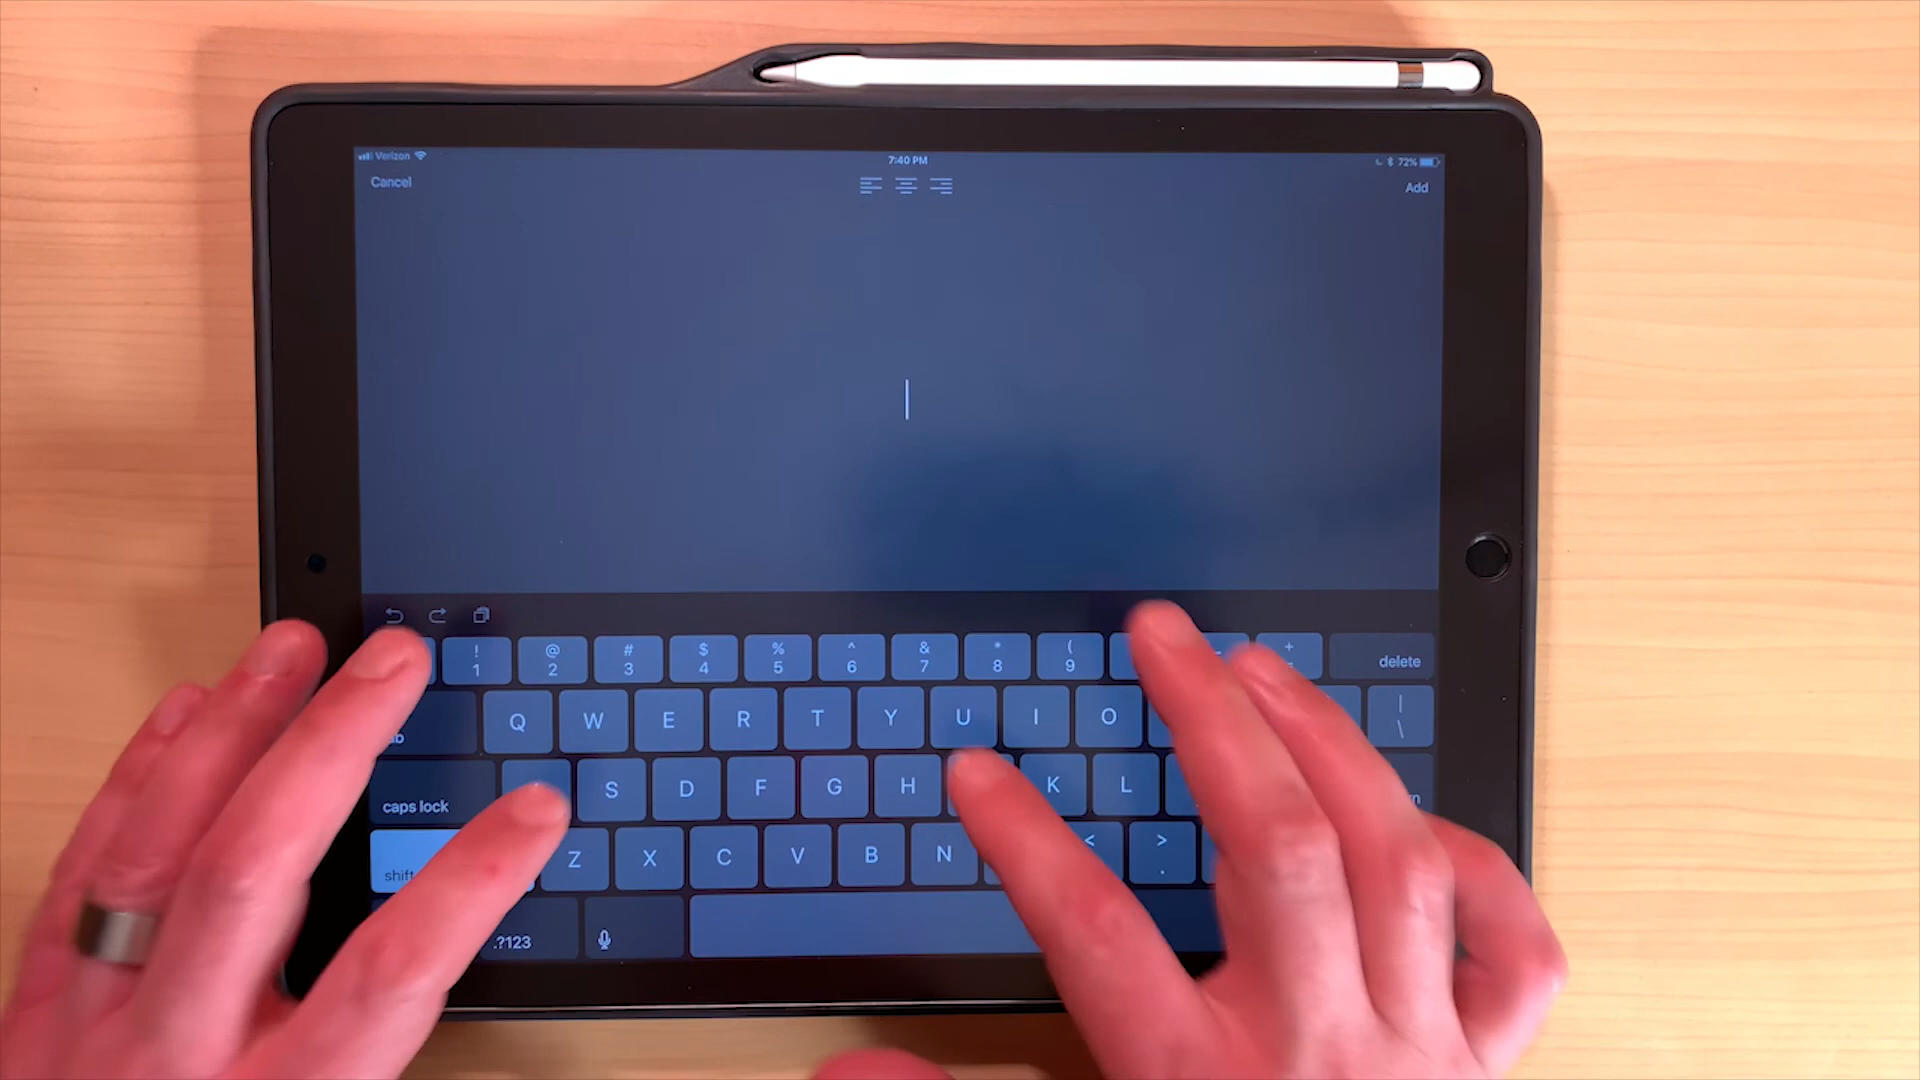 Verizon 7:40 PM 72%
Cancel Add
! @ # $ % ^ & * ( +
1 2 3 4 5 6 7 8 9 delete
Q W E R T Y U I O | \
caps lock S D F G H K L
shift Z X C V B N < > .
.?123